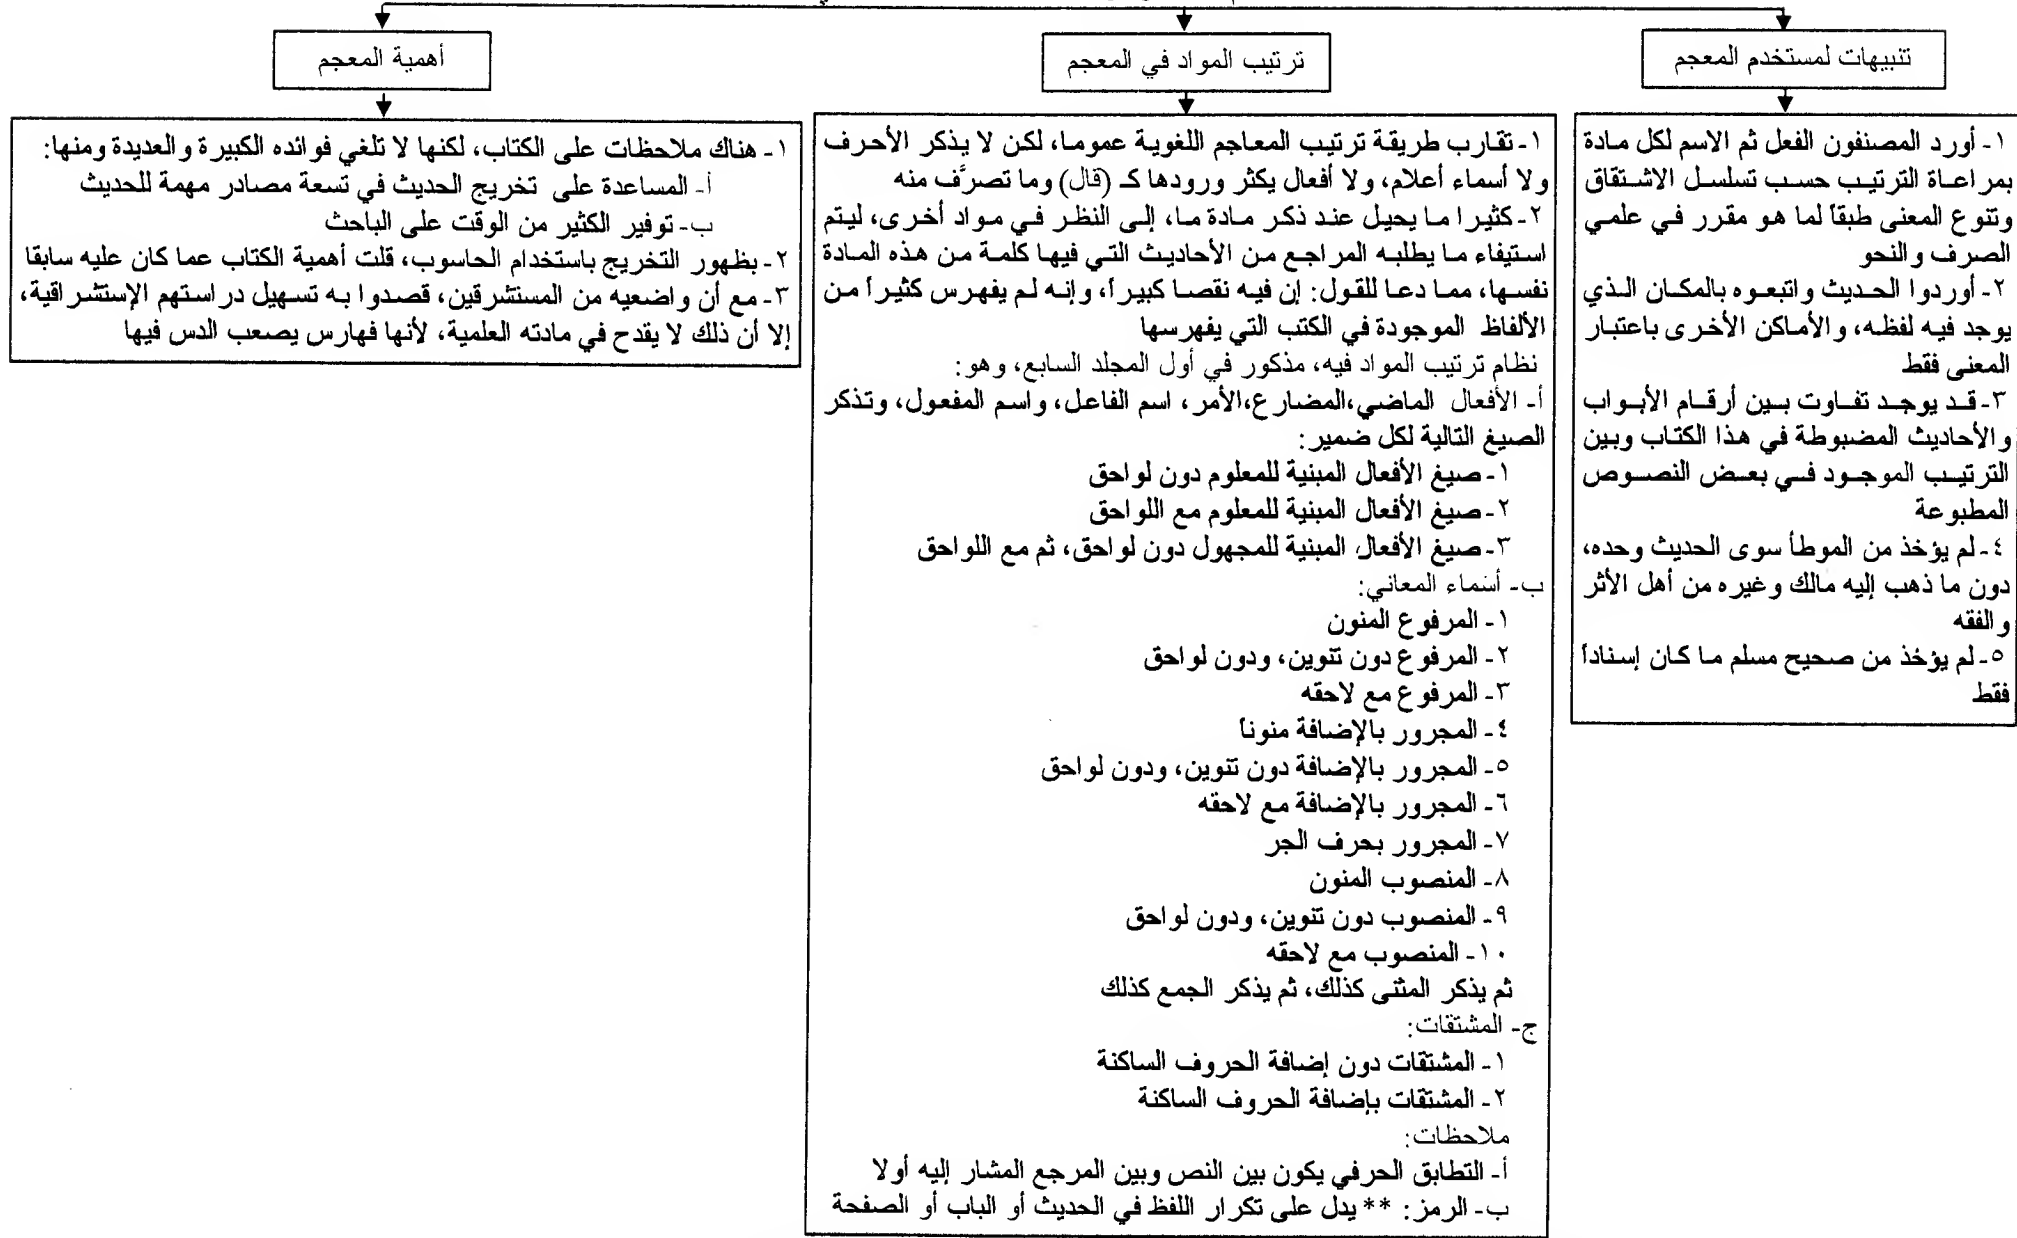 تنبيهات لمستخدم المعجم
١- أورد المصنفون الفعل ثم الاسم لكل مادة
بمراعاة الترتيب حسب تسلسل الاشتقاق
وتنوع المعنى طبقاً لما هو مقرر في علمي
الصرف والنحو
٢- أوردوا الحديث واتبعوه بالمكان الذي
يوجد فيه لفظه، والأماكن الأخرى باعتبار
المعنى فقط
٣- قد يوجد تفاوت بين أرقام الأبواب
والأحاديث المضبوطة في هذا الكتاب وبين
الترتيب الموجود في بعض النصوص
المطبوعة
٤- لم يؤخذ من الموطأ سوى الحديث وحده،
دون ما ذهب إليه مالك وغيره من أهل الأثر
والفقه
٥- لم يؤخذ من صحيح مسلم ما كان إسناداً
فقط
ترتيب المواد في المعجم
١- تقارب طريقة ترتيب المعاجم اللغوية عموما، لكن لا يذكر الأحرف
ولا أسماء أعلام، ولا أفعال يكثر ورودها كـ (قال) وما تصرَّف منه
٢- كثيرا ما يحيل عند ذكر مادة ما، إلى النظر في مواد أخرى، ليتم
استيفاء ما يطلبه المراجع من الأحاديث التي فيها كلمة من هذه المادة
نفسها، مما دعا للقول: إن فيه نقصا كبيراً، وإنه لم يفهرس كثيراً من
الألفاظ الموجودة في الكتب التي يفهرسها
نظام ترتيب المواد فيه، مذكور في أول المجلد السابع، وهو:
أ- الأفعال الماضي،المضارع،الأمر، اسم الفاعل، واسم المفعول، وتذكر
الصيغ التالية لكل ضمير:
١- صيغ الأفعال المبنية للمعلوم دون لواحق
٢- صيغ الأفعال المبنية للمعلوم مع اللواحق
٣- صيغ الأفعال المبنية للمجهول دون لواحق، ثم مع اللواحق
ب- أسماء المعاني:
١- المرفوع المنون
٢- المرفوع دون تنوين، ودون لواحق
٣- المرفوع مع لاحقه
٤- المجرور بالإضافة منونا
٥- المجرور بالإضافة دون تنوين، ودون لواحق
٦- المجرور بالإضافة مع لاحقه
٧- المجرور بحرف الجر
٨- المنصوب المنون
٩- المنصوب دون تنوين، ودون لواحق
١٠- المنصوب مع لاحقه
ثم يذكر المثنى كذلك، ثم يذكر الجمع كذلك
ج- المشتقات:
١- المشتقات دون إضافة الحروف الساكنة
٢- المشتقات بإضافة الحروف الساكنة
ملاحظات:
أ- التطابق الحرفي يكون بين النص وبين المرجع المشار إليه أولا
ب- الرمز: ** يدل على تكرار اللفظ في الحديث أو الباب أو الصفحة
أهمية المعجم
١- هناك ملاحظات على الكتاب، لكنها لا تلغي فوائده الكبيرة والعديدة ومنها:
أ- المساعدة على تخريج الحديث في تسعة مصادر مهمة للحديث
ب- توفير الكثير من الوقت على الباحث
٢- بظهور التخريج باستخدام الحاسوب، قلت أهمية الكتاب عما كان عليه سابقا
٣- مع أن واضعيه من المستشرقين، قصدوا به تسهيل دراستهم الإستشراقية،
إلا أن ذلك لا يقدح في مادته العلمية، لأنها فهارس يصعب الدس فيها